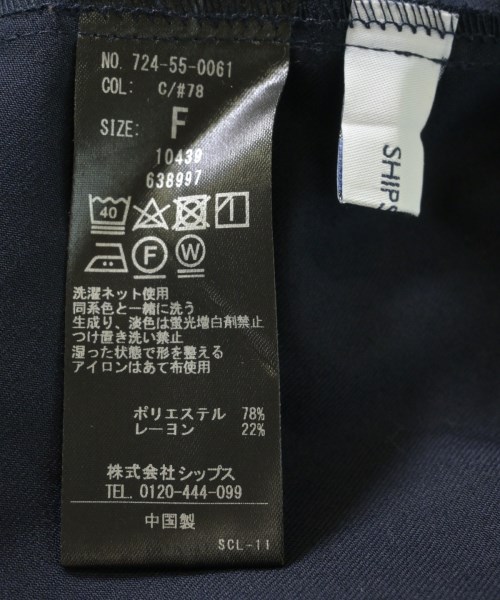 NO. 724-55-0061
COL: C/#78
SIZE: F
10439
638997
40
F W
洗濯ネット使用
同系色と一緒に洗う
生成り、淡色は蛍光増白剤禁止
つけ置き洗い禁止
湿った状態で形を整える
アイロンはあて布使用
ポリエステル 78%
レーヨン 22%
株式会社シップス
TEL. 0120-444-099
中国製
SCL-11
SHIPS